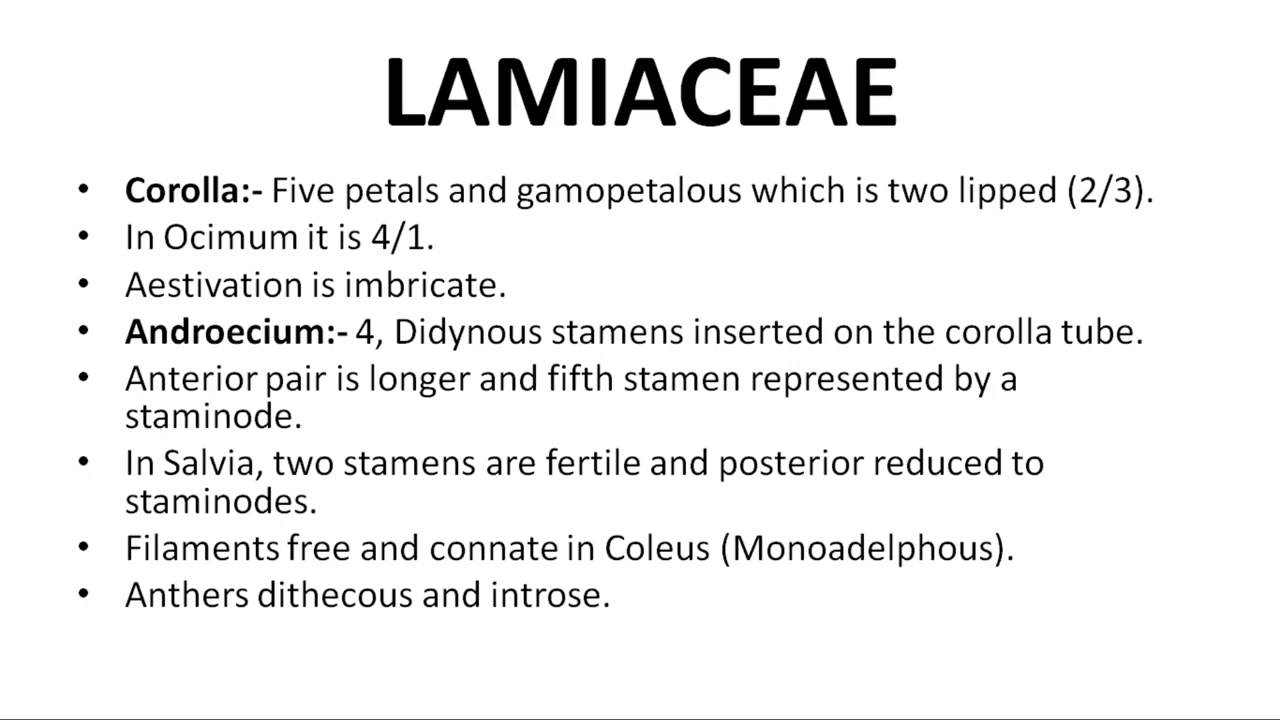 LAMIACEAE
• Corolla:- Five petals and gamopetalous which is two lipped (2/3).
• In Ocimum it is 4/1.
• Aestivation is imbricate.
• Androecium:- 4, Didynous stamens inserted on the corolla tube.
• Anterior pair is longer and fifth stamen represented by a
staminode.
• In Salvia, two stamens are fertile and posterior reduced to
staminodes.
• Filaments free and connate in Coleus (Monoadelphous).
• Anthers dithecous and introse.